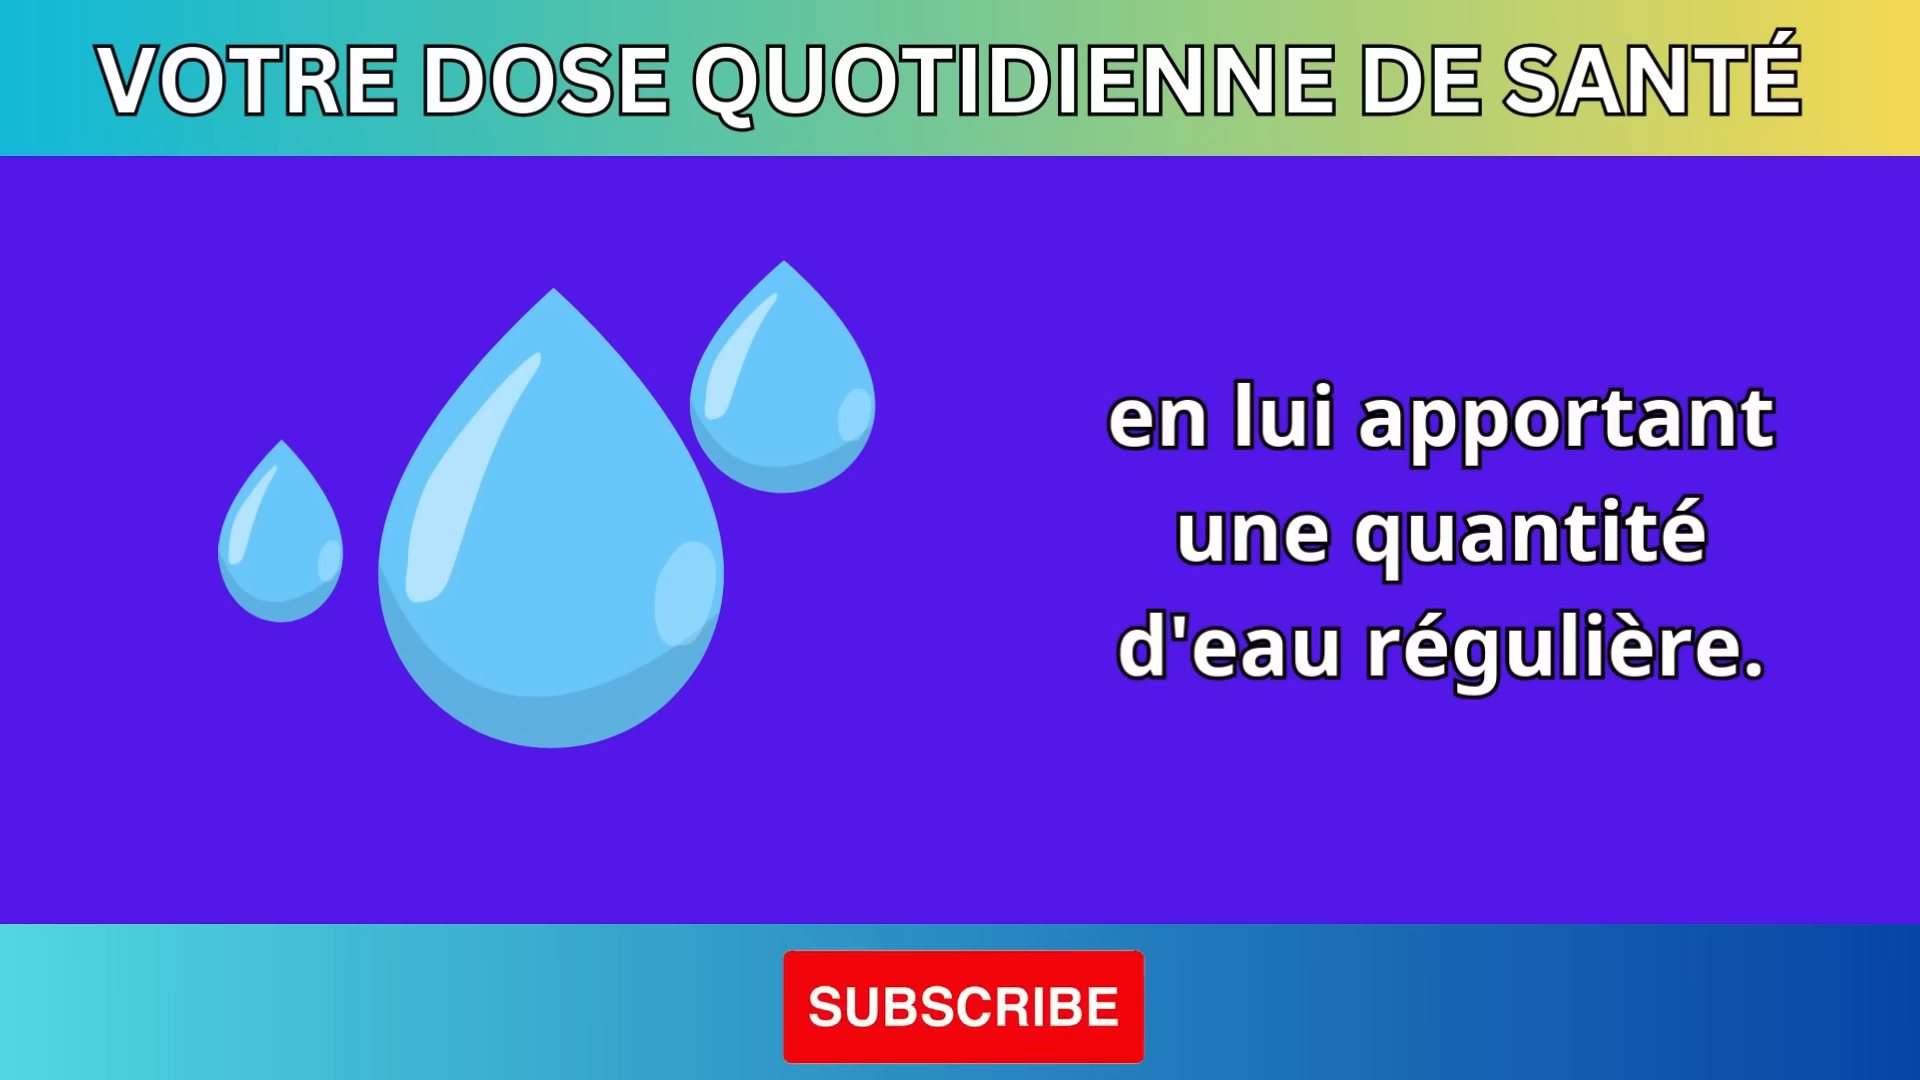 VOTRE DOSE QUOTIDIENNE DE SANTÉ
en lui apportant
une quantité
d'eau régulière.
SUBSCRIBE